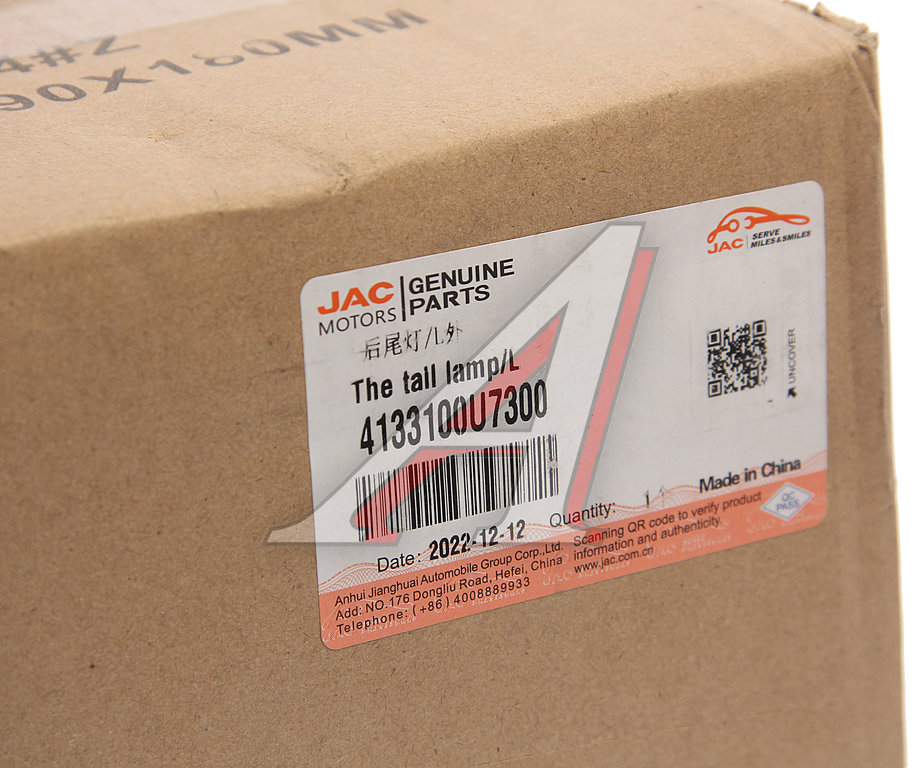 4#Z
90X180MM
JAC
MOTORS
GENUINE
PARTS
JAC
SERVE
MILES&SMILES
后尾灯/L外
The tail lamp/L
4133100U7300
UNCOVER
Date: 2022-12-12
Quantity: 1
Made in China
QC
PASS
Anhui Jianghuai Automobile Group Corp., Ltd.
Add: NO.176 Dongliu Road, Hefei, China
Telephone: (+86) 4008889933
Scanning QR code to verify product
information and authenticity.
www.jac.com.cn